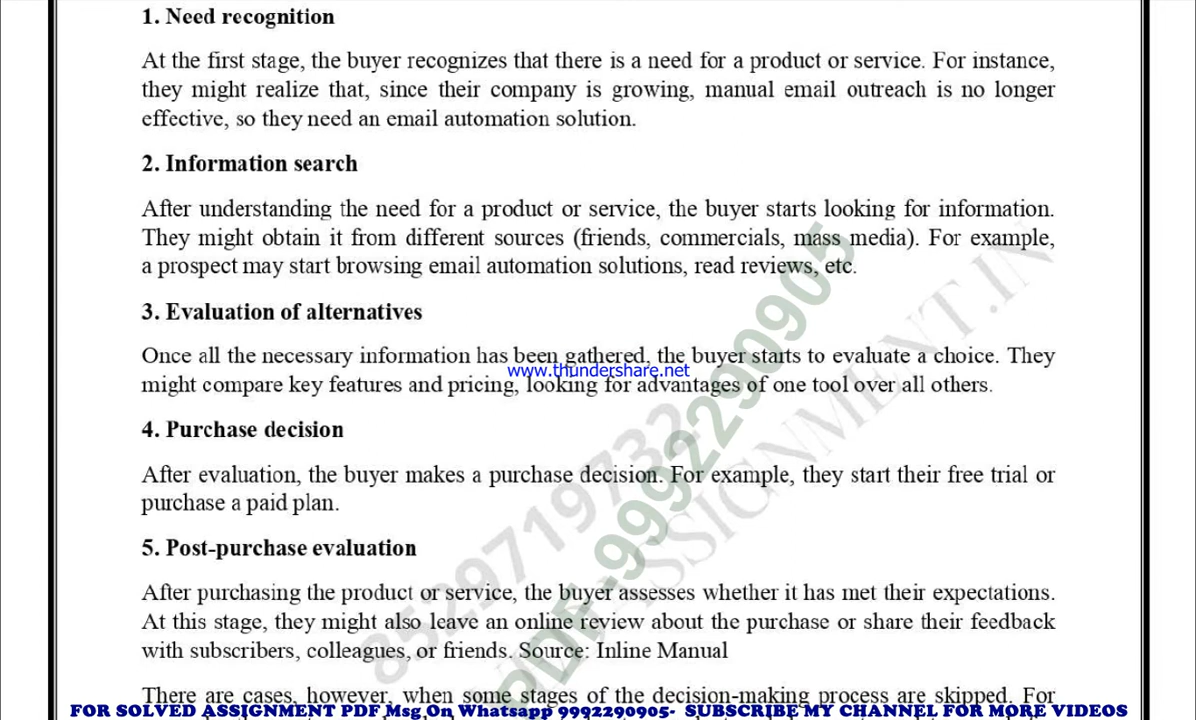 1. Need recognition
At the first stage, the buyer recognizes that there is a need for a product or service. For instance,
they might realize that, since their company is growing, manual email outreach is no longer
effective, so they need an email automation solution.
2. Information search
After understanding the need for a product or service, the buyer starts looking for information.
They might obtain it from different sources (friends, commercials, mass media). For example,
a prospect may start browsing email automation solutions, read reviews, etc.
3. Evaluation of alternatives
Once all the necessary information has been gathered, the buyer starts to evaluate a choice. They
www.thundershare.net
might compare key features and pricing, looking for advantages of one tool over all others.
4. Purchase decision
After evaluation, the buyer makes a purchase decision. For example, they start their free trial or
purchase a paid plan.
5. Post-purchase evaluation
After purchasing the product or service, the buyer assesses whether it has met their expectations.
At this stage, they might also leave an online review about the purchase or share their feedback
with subscribers, colleagues, or friends. Source: Inline Manual
There are cases, however, when some stages of the decision-making process are skipped. For
8529719732
PDF-9992290905
ASSIGNMENT.IN
FOR SOLVED ASSIGNMENT PDF Msg On Whatsapp 9992290905- SUBSCRIBE MY CHANNEL FOR MORE VIDEOS